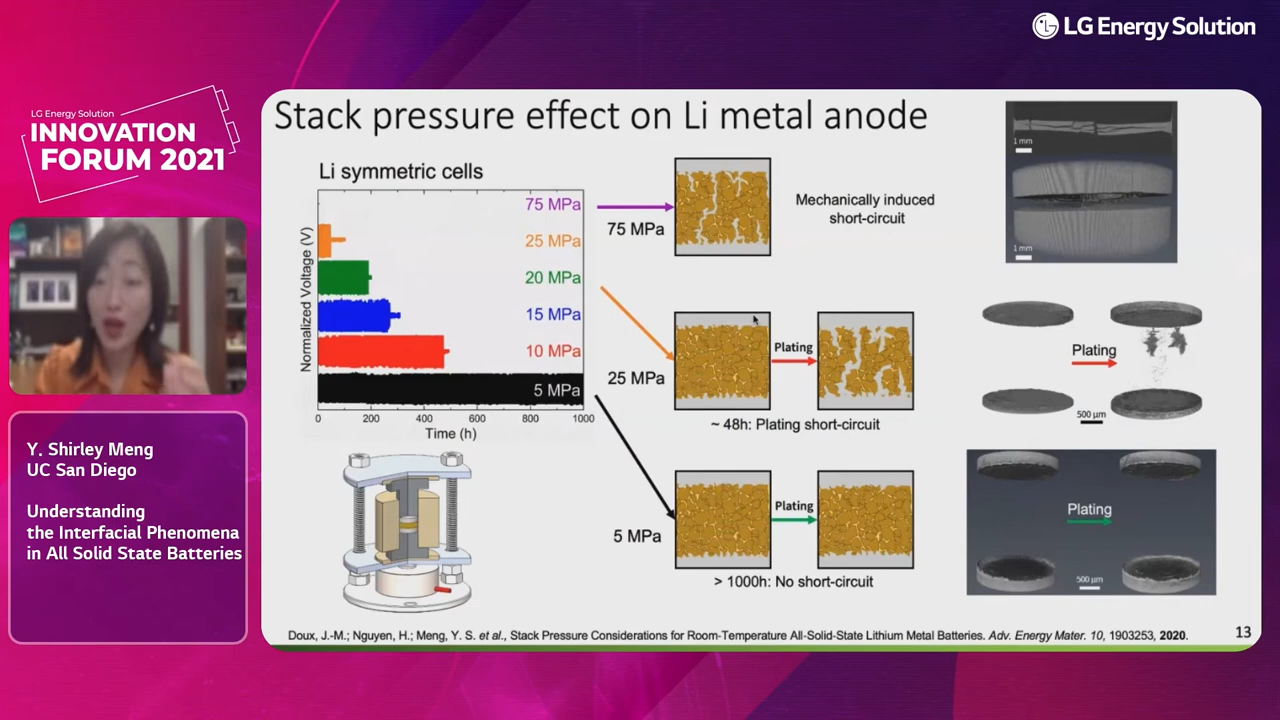 LG Energy Solution
LG Energy Solution
INNOVATION
FORUM 2021
Y. Shirley Meng
UC San Diego
Understanding
the Interfacial Phenomena
in All Solid State Batteries
Stack pressure effect on Li metal anode
Li symmetric cells
Normalized Voltage (V)
75 MPa
25 MPa
20 MPa
15 MPa
10 MPa
5 MPa
0 200 400 600 800 1000
Time (h)
75 MPa
Mechanically induced
short-circuit
25 MPa
Plating
~ 48h: Plating short-circuit
5 MPa
Plating
> 1000h: No short-circuit
1 mm
1 mm
Plating
500 µm
Plating
500 µm
Doux, J.-M.; Nguyen, H.; Meng, Y. S. et al., Stack Pressure Considerations for Room-Temperature All-Solid-State Lithium Metal Batteries. Adv. Energy Mater. 10, 1903253, 2020.
13